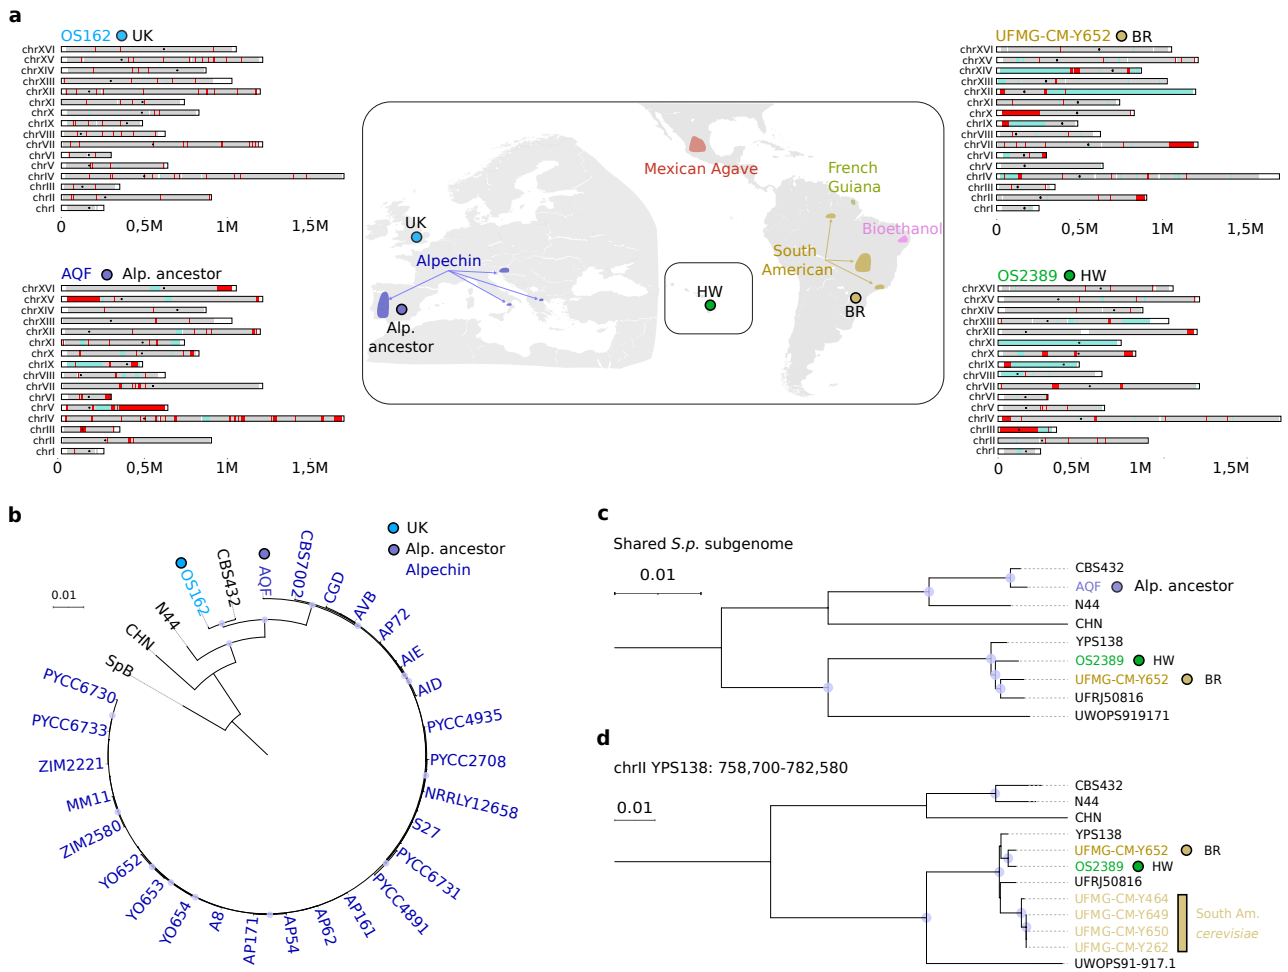 a
OS162 UK
chrXVI
chrXV
chrXIV
chrXIII
chrXII
chrXI
chrX
chrIX
chrVIII
chrVII
chrVI
chrV
chrIV
chrIII
chrII
chrI
0 0,5M 1M 1,5M
AQF Alp. ancestor
chrXVI
chrXV
chrXIV
chrXIII
chrXII
chrXI
chrX
chrIX
chrVIII
chrVII
chrVI
chrV
chrIV
chrIII
chrII
chrI
0 0,5M 1M 1,5M
UK
Alpechin
Alp.
ancestor
Mexican Agave
French
Guiana
Bioethanol
South
American
HW
BR
UFMG-CM-Y652 BR
chrXVI
chrXV
chrXIV
chrXIII
chrXII
chrXI
chrX
chrIX
chrVIII
chrVII
chrVI
chrV
chrIV
chrIII
chrII
chrI
0 0,5M 1M 1,5M
OS2389 HW
chrXVI
chrXV
chrXIV
chrXIII
chrXII
chrXI
chrX
chrIX
chrVIII
chrVII
chrVI
chrV
chrIV
chrIII
chrII
chrI
0 0,5M 1M 1,5M
b
UK
Alp. ancestor
Alpechin
0.01
SpB
CHN
N44
OS162
CBS432
AQF
CBS7002
CGD
AVB
AP72
AIE
AID
PYCC4935
PYCC2708
NRRLY12658
S27
PYCC6731
PYCC4891
AP161
AP62
AP54
AP171
A8
YO654
YO653
YO652
ZIM2580
MM11
ZIM2221
PYCC6733
PYCC6730
c
Shared S.p. subgenome
0.01
CBS432
AQF Alp. ancestor
N44
CHN
YPS138
OS2389 HW
UFMG-CM-Y652 BR
UFRJ50816
UWOPS919171
d
chrII YPS138: 758,700-782,580
0.01
CBS432
N44
CHN
YPS138
UFMG-CM-Y652 BR
OS2389 HW
UFRJ50816
UFMG-CM-Y464
UFMG-CM-Y649
UFMG-CM-Y650
UFMG-CM-Y262
South Am.
cerevisiae
UWOPS91-917.1